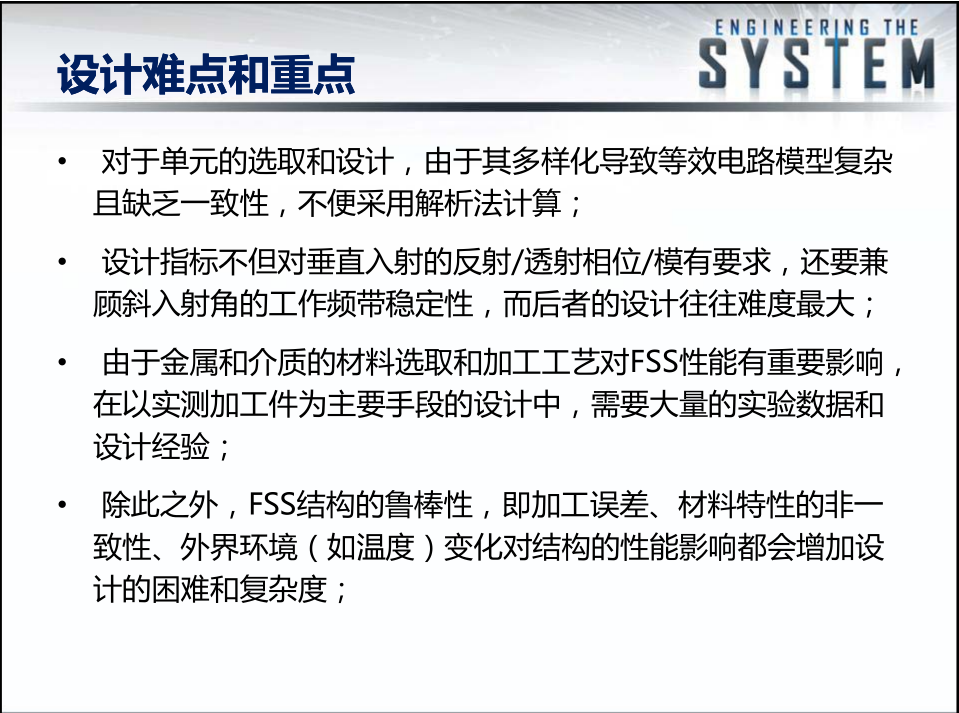 ENGINEERING THE
SYSTEM
设计难点和重点
• 对于单元的选取和设计，由于其多样化导致等效电路模型复杂
且缺乏一致性，不便采用解析法计算；
• 设计指标不但对垂直入射的反射/透射相位/模有要求，还要兼
顾斜入射角的工作频带稳定性，而后者的设计往往难度最大；
• 由于金属和介质的材料选取和加工工艺对FSS性能有重要影响，
在以实测加工件为主要手段的设计中，需要大量的实验数据和
设计经验；
• 除此之外，FSS结构的鲁棒性，即加工误差、材料特性的非一
致性、外界环境（如温度）变化对结构的性能影响都会增加设
计的困难和复杂度；